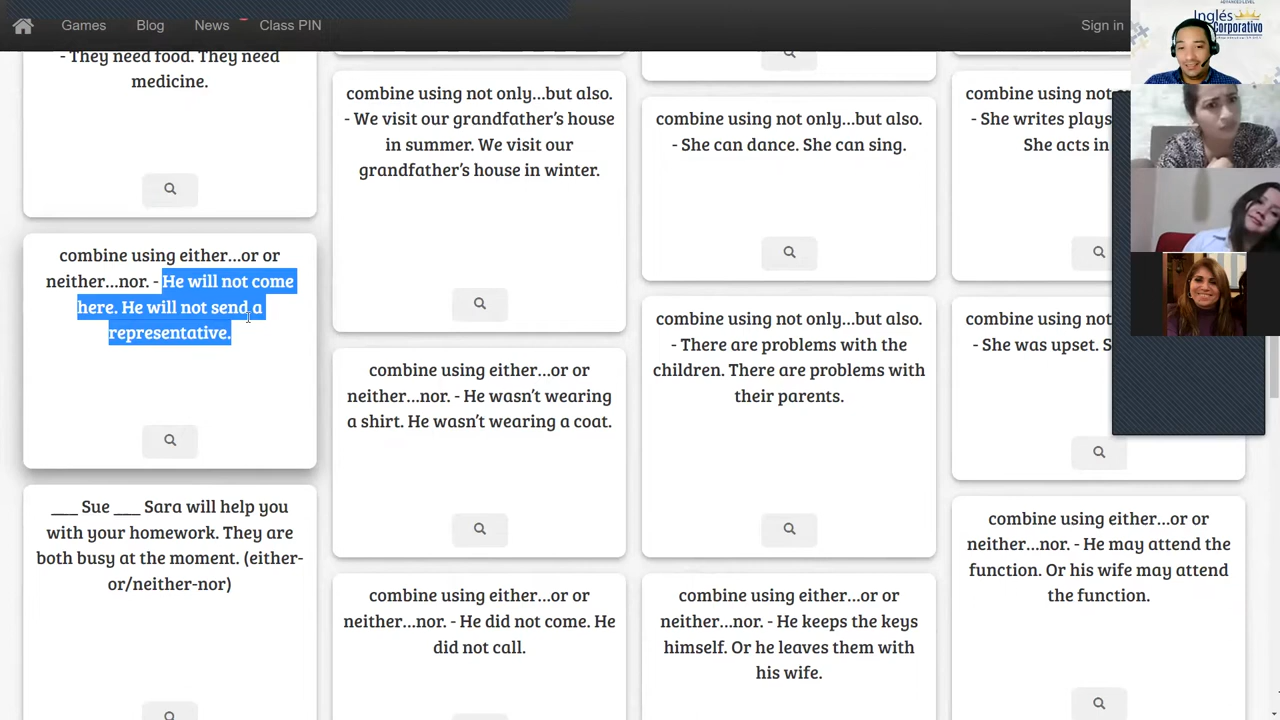 Games
Blog
News
Class PIN
Sign in
ADVANCED LEVEL
Inglés
Corporativo
- They need food. They need
medicine.
combine using either...or or
neither...nor. - He will not come
here. He will not send a
representative.
___ Sue ___ Sara will help you
with your homework. They are
both busy at the moment. (either-
or/neither-nor)
combine using not only...but also.
- We visit our grandfather’s house
in summer. We visit our
grandfather’s house in winter.
combine using either...or or
neither...nor. - He wasn’t wearing
a shirt. He wasn’t wearing a coat.
combine using either...or or
neither...nor. - He did not come. He
did not call.
combine using not only...but also.
- She can dance. She can sing.
combine using not only...but also.
- There are problems with the
children. There are problems with
their parents.
combine using either...or or
neither...nor. - He keeps the keys
himself. Or he leaves them with
his wife.
combine using not
- She writes plays
She acts in
combine using not
- She was upset. S
combine using either...or or
neither...nor. - He may attend the
function. Or his wife may attend
the function.